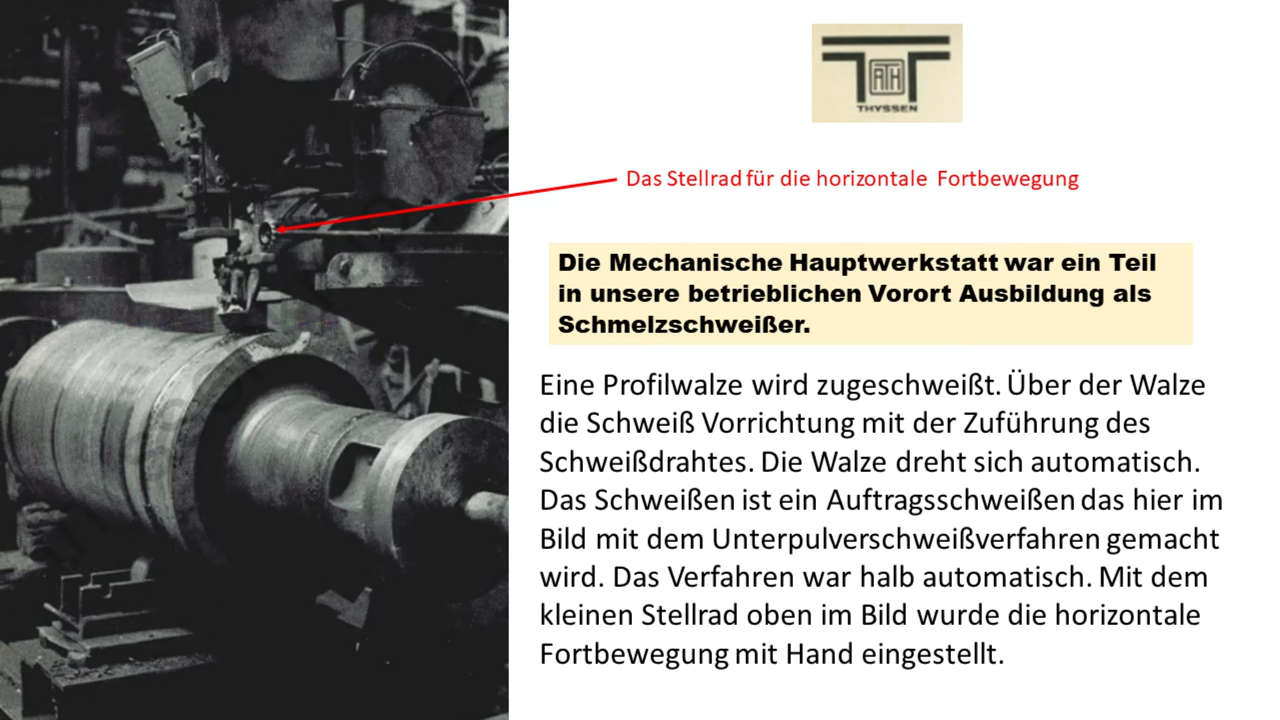 ATH
THYSSEN
Das Stellrad für die horizontale Fortbewegung
Die Mechanische Hauptwerkstatt war ein Teil
in unsere betrieblichen Vorort Ausbildung als
Schmelzschweißer.
Eine Profilwalze wird zugeschweißt. Über der Walze
die Schweiß Vorrichtung mit der Zuführung des
Schweißdrahtes. Die Walze dreht sich automatisch.
Das Schweißen ist ein Auftragsschweißen das hier im
Bild mit dem Unterpulverschweißverfahren gemacht
wird. Das Verfahren war halb automatisch. Mit dem
kleinen Stellrad oben im Bild wurde die horizontale
Fortbewegung mit Hand eingestellt.